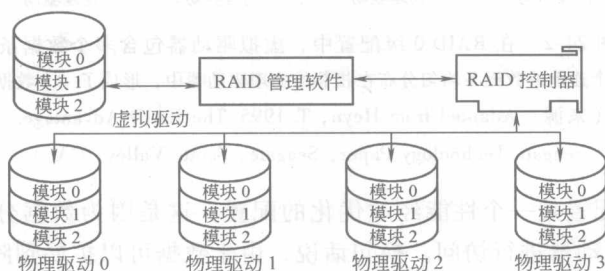 模块 0
模块 1
模块 2
虚拟驱动
RAID 管理软件
RAID 控制器
模块 0
模块 1
模块 2
物理驱动 0
模块 0
模块 1
模块 2
物理驱动 1
模块 0
模块 1
模块 2
物理驱动 2
模块 0
模块 1
模块 2
物理驱动 3